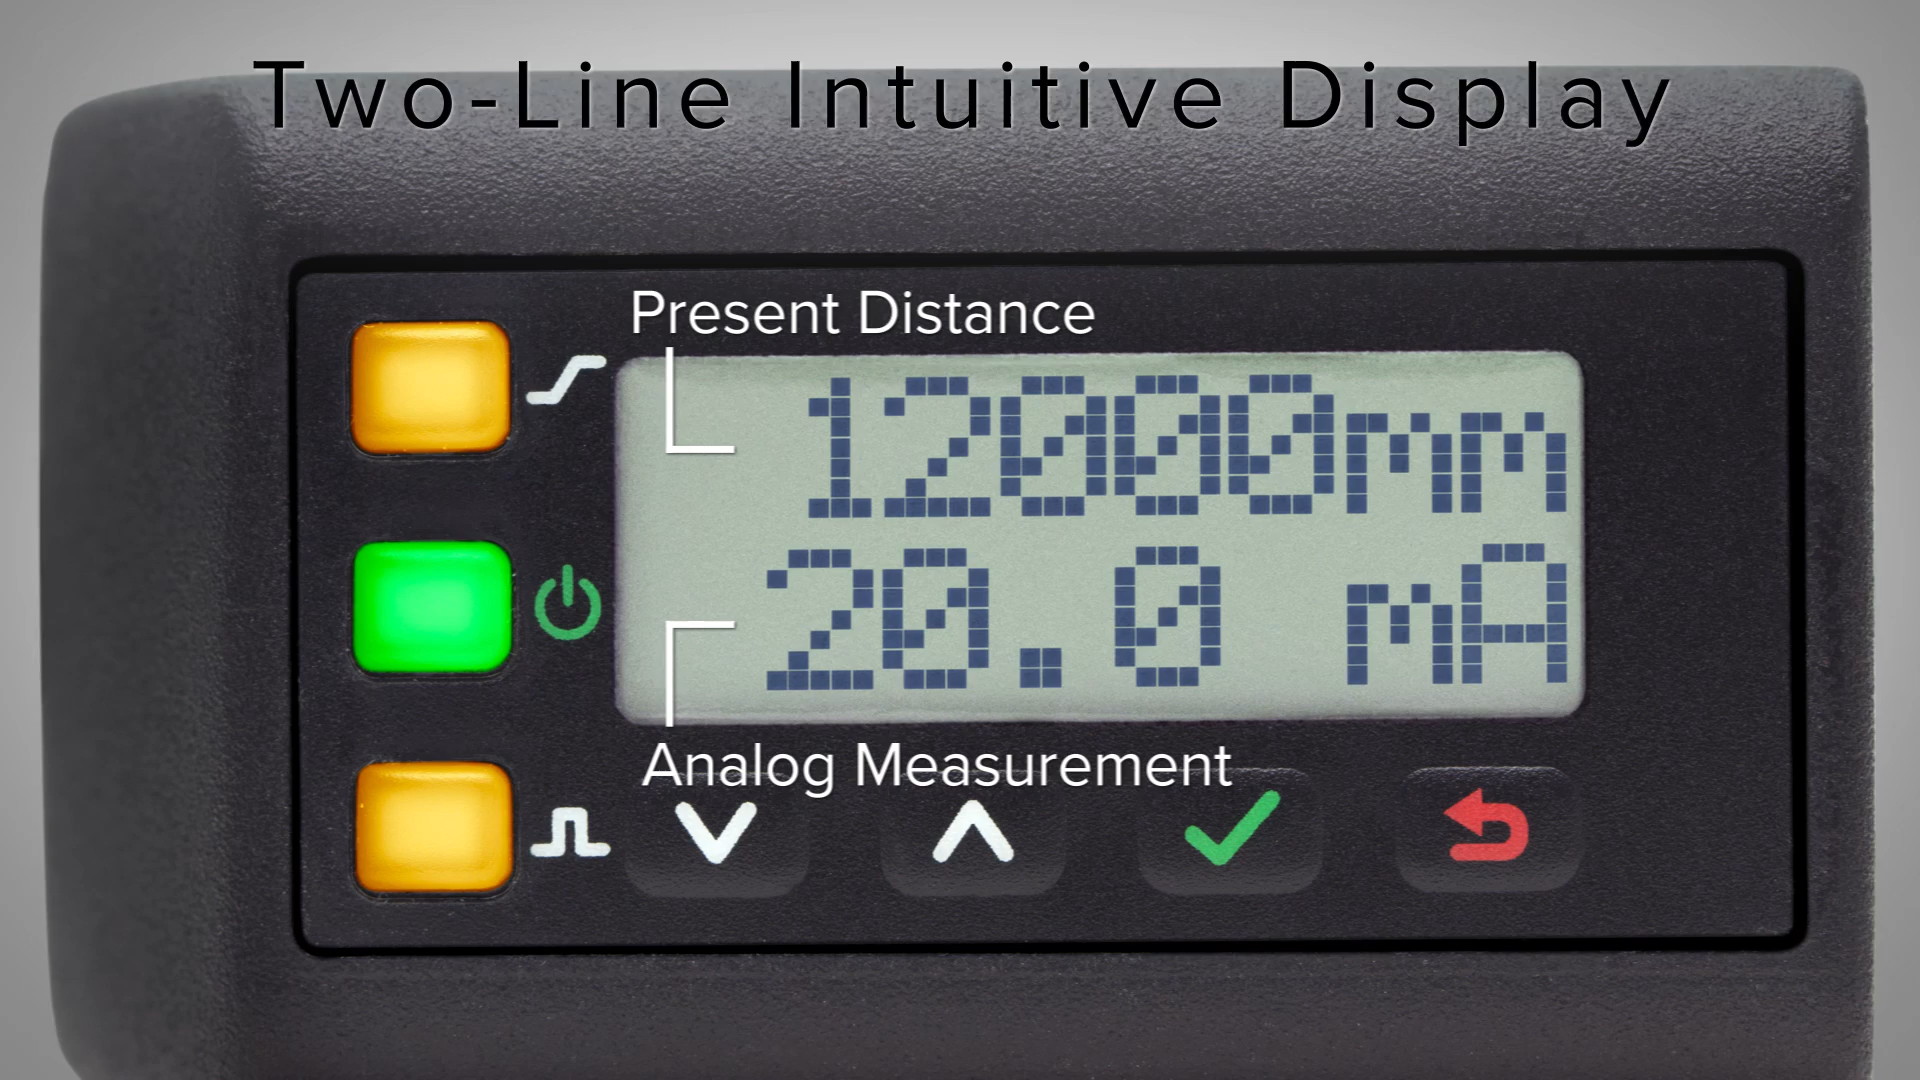 Two-Line Intuitive Display
Present Distance
12000mm
20.0 mA
Analog Measurement